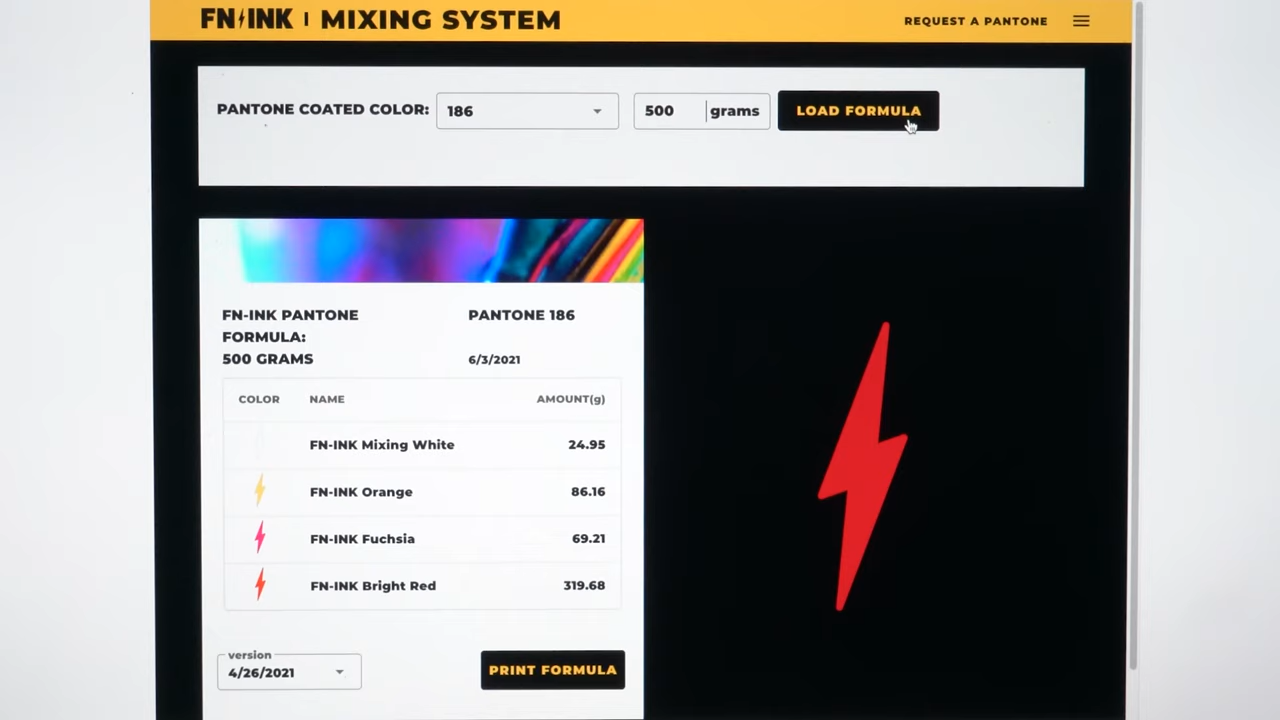 FN INK | MIXING SYSTEM
REQUEST A PANTONE
PANTONE COATED COLOR: 186 500 grams LOAD FORMULA
FN-INK PANTONE FORMULA:
500 GRAMS
PANTONE 186
6/3/2021
COLOR NAME AMOUNT(g)
FN-INK Mixing White 24.95
FN-INK Orange 86.16
FN-INK Fuchsia 69.21
FN-INK Bright Red 319.68
version
4/26/2021
PRINT FORMULA